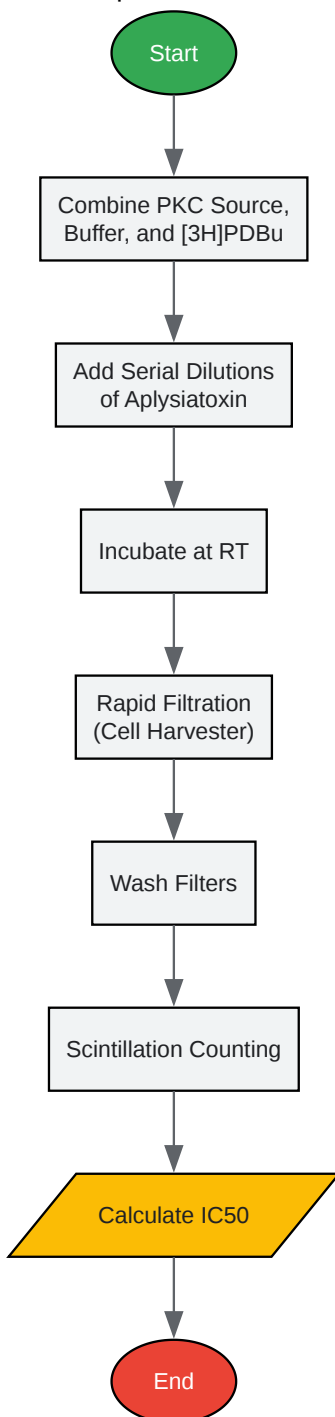 Start
Combine PKC Source,
Buffer, and [3H]PDBu
Add Serial Dilutions
of Aplysiatoxin
Incubate at RT
Rapid Filtration
(Cell Harvester)
Wash Filters
Scintillation Counting
Calculate IC50
End